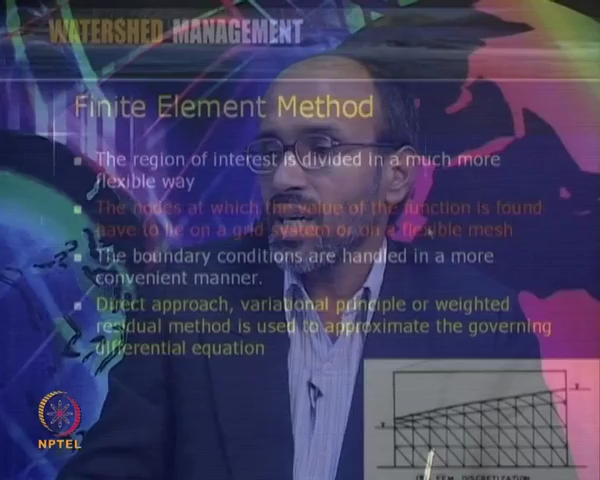 WATERSHED MANAGEMENT
Finite Element Method
The region of interest is divided in a much more
flexible way
The nodes at which the value of the function is found
have to lie on a grid system or on a flexible mesh
The boundary conditions are handled in a more
convenient manner.
Direct approach, variational principle or weighted
residual method is used to approximate the governing
differential equation
FEM DISCRETIZATION
NPTEL